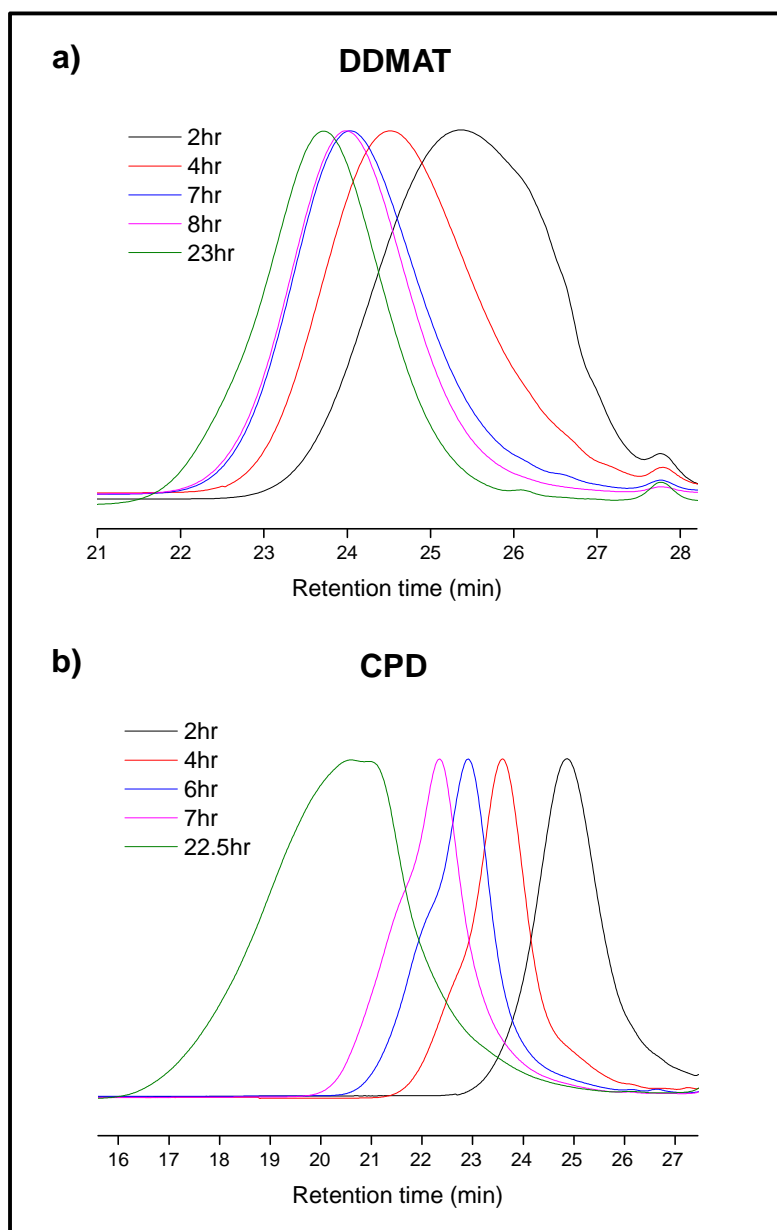 a)
DDMAT
2hr
4hr
7hr
8hr
23hr
21 22 23 24 25 26 27 28
Retention time (min)
b)
CPD
2hr
4hr
6hr
7hr
22.5hr
16 17 18 19 20 21 22 23 24 25 26 27
Retention time (min)